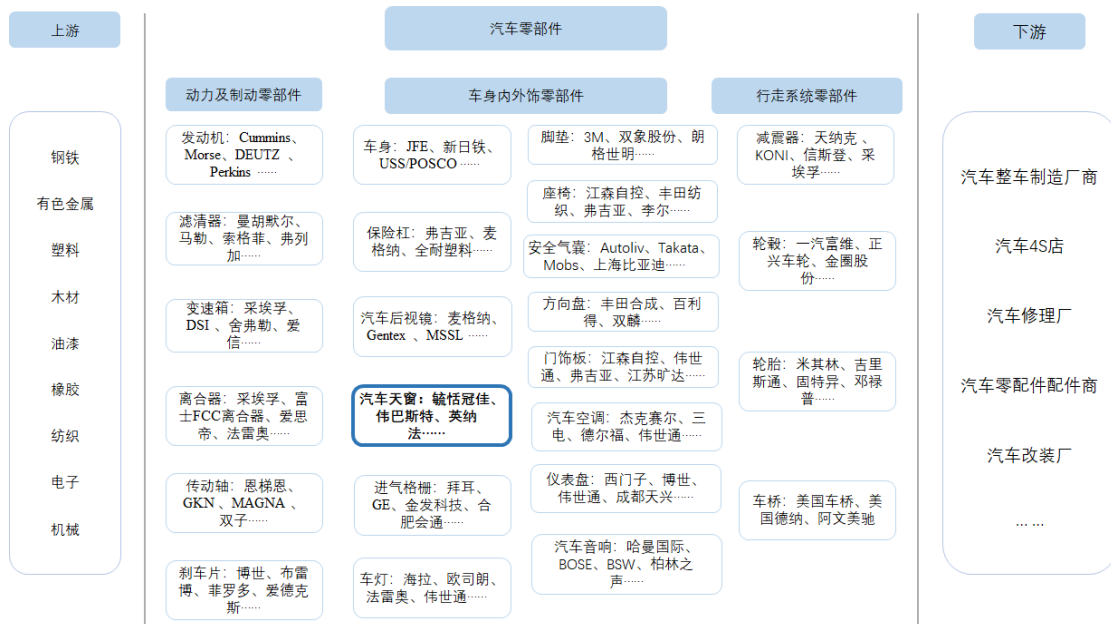 上游
钢铁
有色金属
塑料
木材
油漆
橡胶
纺织
电子
机械
汽车零部件
动力及制动零部件
发动机：Cummins、
Morse、DEUTZ 、
Perkins ……
滤清器：曼胡默尔、
马勒、索格菲、弗列
加……
变速箱：采埃孚、
DSI 、舍弗勒、爱
信……
离合器：采埃孚、富
士FCC离合器、爱思
帝、法雷奥……
传动轴：恩梯恩、
GKN 、MAGNA 、
双子……
刹车片：博世、布雷
博、菲罗多、爱德克
斯……
车身内外饰零部件
车身：JFE、新日铁、
USS/POSCO ……
保险杠：弗吉亚、麦
格纳、全耐塑料……
汽车后视镜：麦格纳、
Gentex 、MSSL ……
汽车天窗：毓恬冠佳、
伟巴斯特、英纳
法……
进气格栅：拜耳、
GE、金发科技、合
肥会通……
车灯：海拉、欧司朗、
法雷奥、伟世通……
脚垫：3M、双象股份、朗
格世明……
座椅：江森自控、丰田纺
织、弗吉亚、李尔……
安全气囊：Autoliv、Takata、
Mobs、上海比亚迪……
方向盘：丰田合成、百利
得、双麟……
门饰板：江森自控、伟世
通、弗吉亚、江苏旷达……
汽车空调：杰克赛尔、三
电、德尔福、伟世通……
仪表盘：西门子、博世、
伟世通、成都天兴……
汽车音响：哈曼国际、
BOSE、BSW、柏林之
声……
行走系统零部件
减震器：天纳克 、
KONI、信斯登、采
埃孚……
轮毂：一汽富维、正
兴车轮、金圈股
份……
轮胎：米其林、吉里
斯通、固特异、邓禄
普……
车桥：美国车桥、美
国德纳、阿文美驰
下游
汽车整车制造厂商
汽车4S店
汽车修理厂
汽车零配件配件商
汽车改装厂
... ...